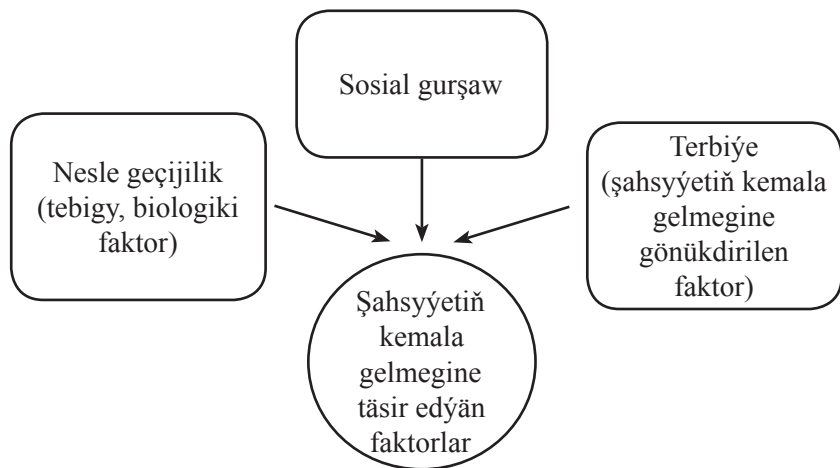 Sosial gurşaw
Nesle geçijilik
(tebigy, biologiki
faktor)
Terbiýe
(şahsyýetiň kemala
gelmegine
gönükdirilen
faktor)
Şahsyýetiň
kemala
gelmegine
täsir edýän
faktorlar